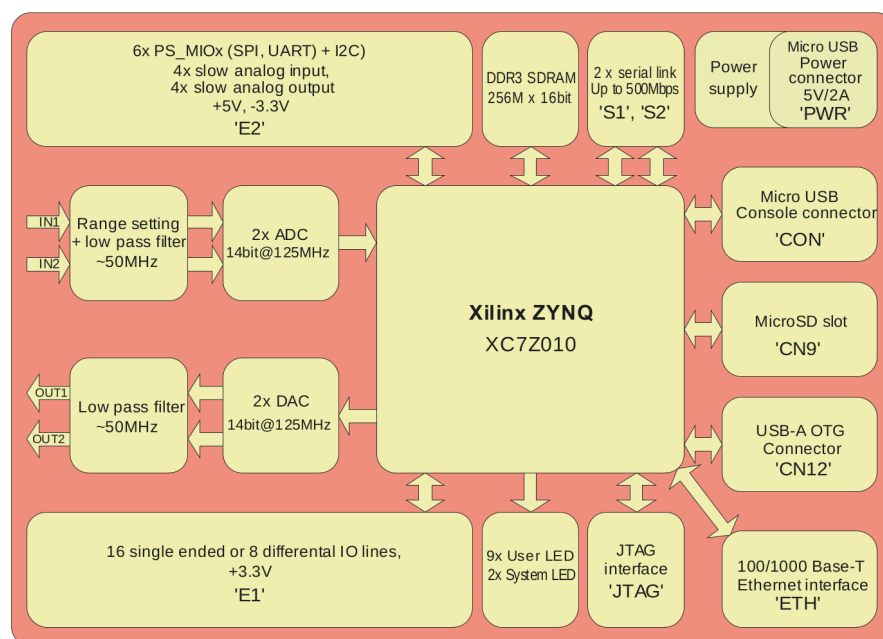 6x PS_MIOx (SPI, UART) + I2C)
4x slow analog input,
4x slow analog output
+5V, -3.3V
'E2'
DDR3 SDRAM
256M x 16bit
2 x serial link
Up to 500Mbps
'S1', 'S2'
Power
supply
Micro USB
Power
connector
5V/2A
'PWR'
IN1
IN2
Range setting
+ low pass filter
~50MHz
2x ADC
14bit@125MHz
Xilinx ZYNQ
XC7Z010
Micro USB
Console connector
'CON'
MicroSD slot
'CN9'
OUT1
OUT2
Low pass filter
~50MHz
2x DAC
14bit@125MHz
USB-A OTG
Connector
'CN12'
16 single ended or 8 differental IO lines,
+3.3V
'E1'
9x User LED
2x System LED
JTAG
interface
'JTAG'
100/1000 Base-T
Ethernet interface
'ETH'